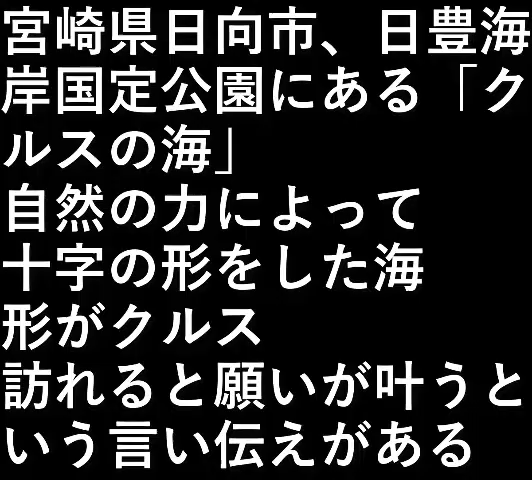 宮崎県日向市、日豊海
岸国定公園にある「ク
ルスの海」
自然の力によって
十字の形をした海
形がクルス
訪れると願いが叶うと
いう言い伝えがある